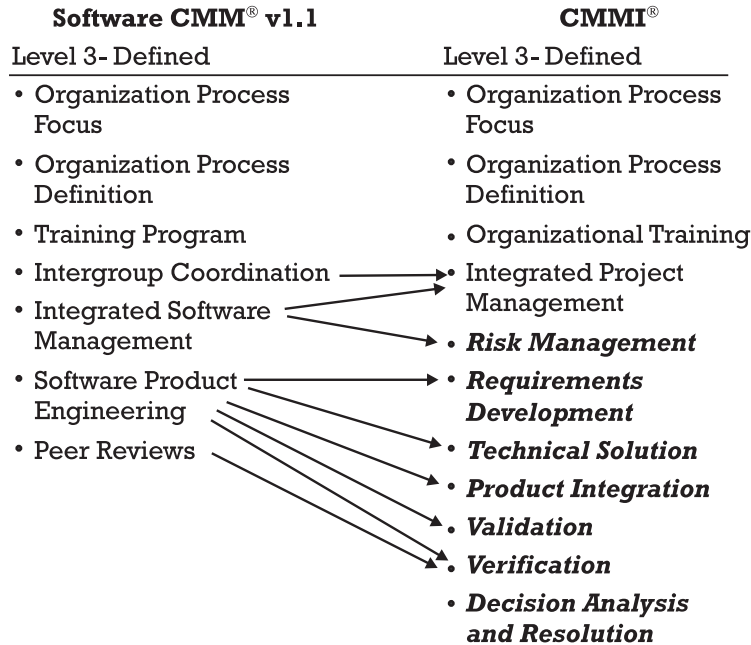 Software CMM® v1.1
Level 3- Defined
• Organization Process
Focus
• Organization Process
Definition
• Training Program
• Intergroup Coordination
• Integrated Software
Management
• Software Product
Engineering
• Peer Reviews
CMMI®
Level 3- Defined
• Organization Process
Focus
• Organization Process
Definition
• Organizational Training
• Integrated Project
Management
• Risk Management
• Requirements
Development
• Technical Solution
• Product Integration
• Validation
• Verification
• Decision Analysis
and Resolution